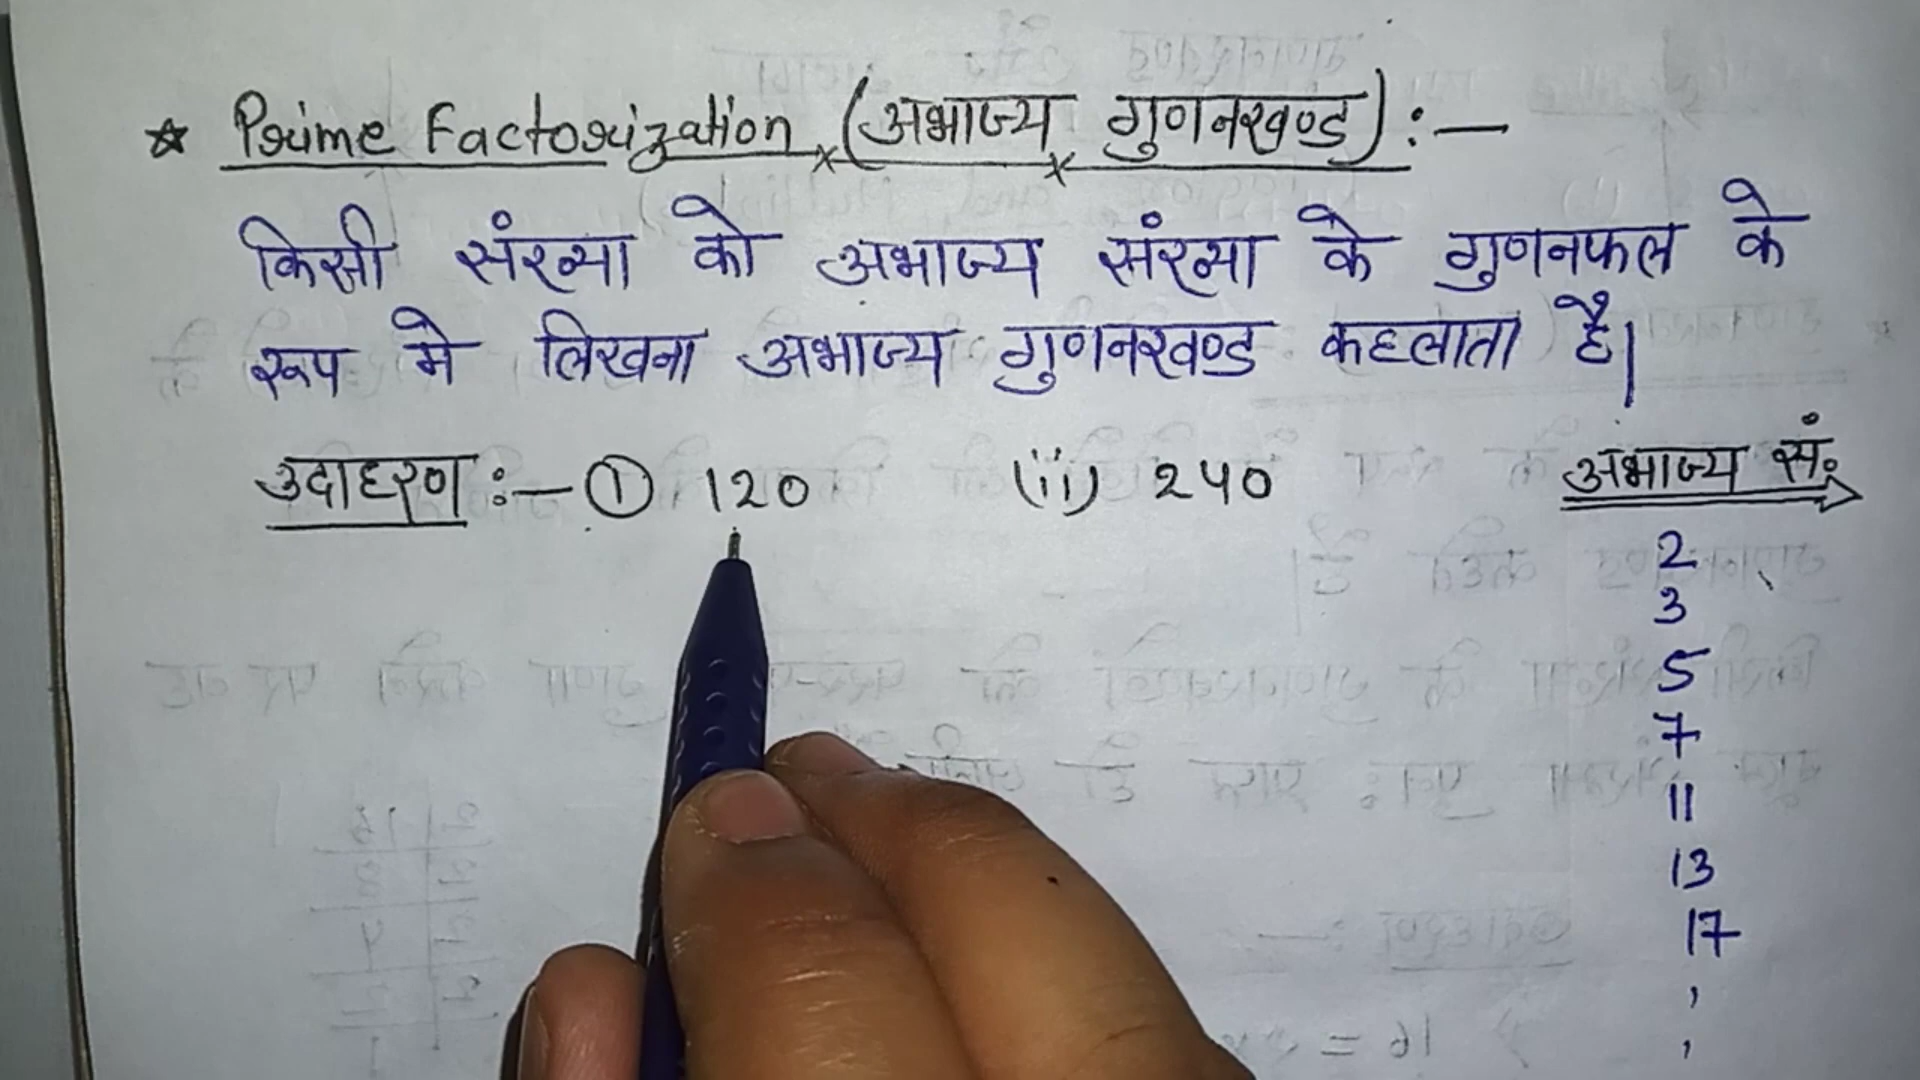 ★ Prime Factorization (अभाज्य गुणनखण्ड) :—
किसी संख्या को अभाज्य संख्या के गुणनफल के
रूप मे लिखना अभाज्य गुणनखण्ड कहलाता है।
उदाहरण :— ① 120 (ii) 240
अभाज्य सं.
2
3
5
7
11
13
17
,
,